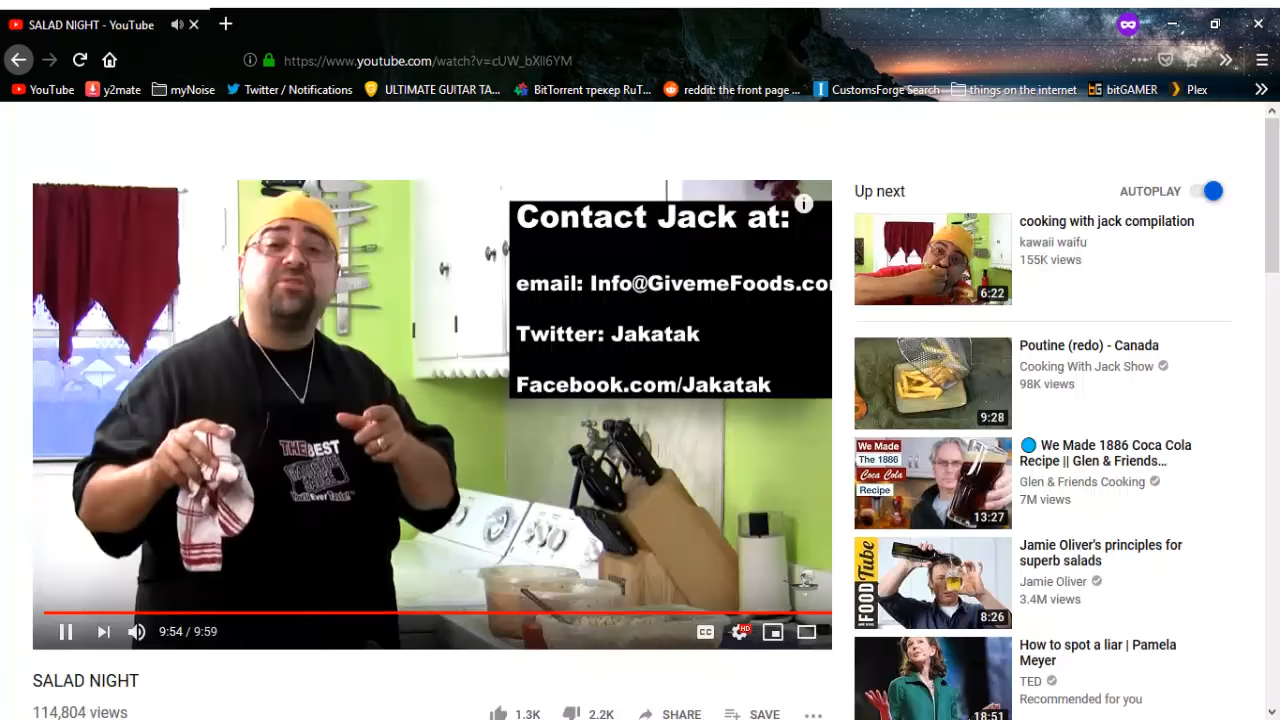 SALAD NIGHT - YouTube
https://www.youtube.com/watch?v=cUW_bXll6YM
YouTube
y2mate
myNoise
Twitter / Notifications
ULTIMATE GUITAR TA...
BitTorrent трекер RuT...
reddit: the front page ...
CustomsForge Search
things on the internet
bitGAMER
Plex
Contact Jack at:
email: Info@GivemeFoods.co
Twitter: Jakatak
Facebook.com/Jakatak
THE BEST
You'll Ever Taste!
CC
HD
9:54 / 9:59
SALAD NIGHT
114,804 views
1.3K
2.2K
SHARE
SAVE
Up next
AUTOPLAY
cooking with jack compilation
kawaii waifu
155K views
6:22
Poutine (redo) - Canada
Cooking With Jack Show
98K views
9:28
We Made
The 1886
Coca Cola
Recipe
13:27
We Made 1886 Coca Cola
Recipe || Glen & Friends...
Glen & Friends Cooking
7M views
FOOD Tube
8:26
Jamie Oliver's principles for
superb salads
Jamie Oliver
3.4M views
18:51
How to spot a liar | Pamela
Meyer
TED
Recommended for you